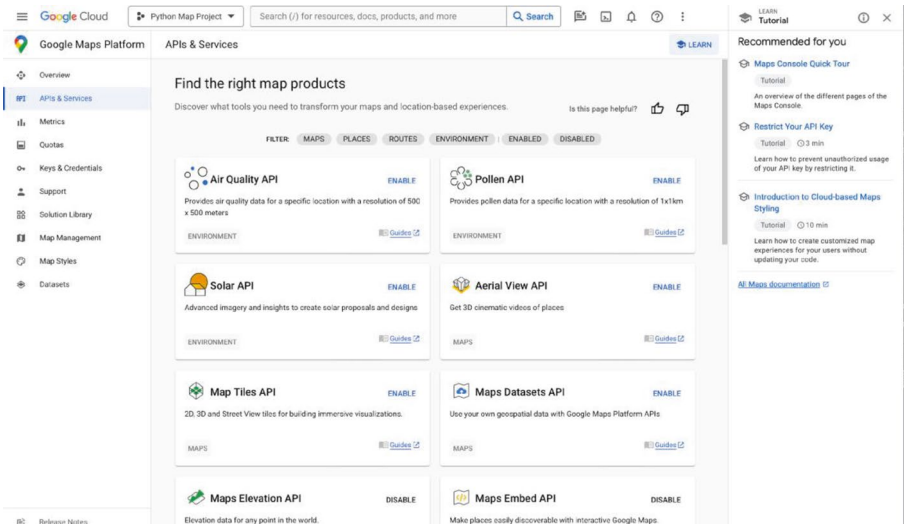 Google Cloud
Python Map Project
Search (/) for resources, docs, products, and more
Search
Google Maps Platform
Overview
API
APIs & Services
Metrics
Quotas
Keys & Credentials
Support
Solution Library
Map Management
Map Styles
Datasets
Release Notes
APIs & Services
LEARN
Find the right map products
Discover what tools you need to transform your maps and location-based experiences.
Is this page helpful?
FILTER: MAPS PLACES ROUTES ENVIRONMENT | ENABLED DISABLED
Air Quality API
ENABLE
Provides air quality data for a specific location with a resolution of 500
x 500 meters
ENVIRONMENT
Guides
Pollen API
ENABLE
Provides pollen data for a specific location with a resolution of 1x1km
ENVIRONMENT
Guides
Solar API
ENABLE
Advanced imagery and insights to create solar proposals and designs
ENVIRONMENT
Guides
Aerial View API
ENABLE
Get 3D cinematic videos of places
MAPS
Guides
Map Tiles API
ENABLE
2D, 3D and Street View tiles for building immersive visualizations.
MAPS
Guides
Maps Datasets API
ENABLE
Use your own geospatial data with Google Maps Platform APIs
MAPS
Guides
Maps Elevation API
DISABLE
Elevation data for any point in the world.
Maps Embed API
DISABLE
Make places easily discoverable with interactive Google Maps.
LEARN
Tutorial
Recommended for you
Maps Console Quick Tour
Tutorial
An overview of the different pages of the
Maps Console.
Restrict Your API Key
Tutorial 3 min
Learn how to prevent unauthorized usage
of your API key by restricting it.
Introduction to Cloud-based Maps
Styling
Tutorial 10 min
Learn how to create customized map
experiences for your users without
updating your code.
All Maps documentation